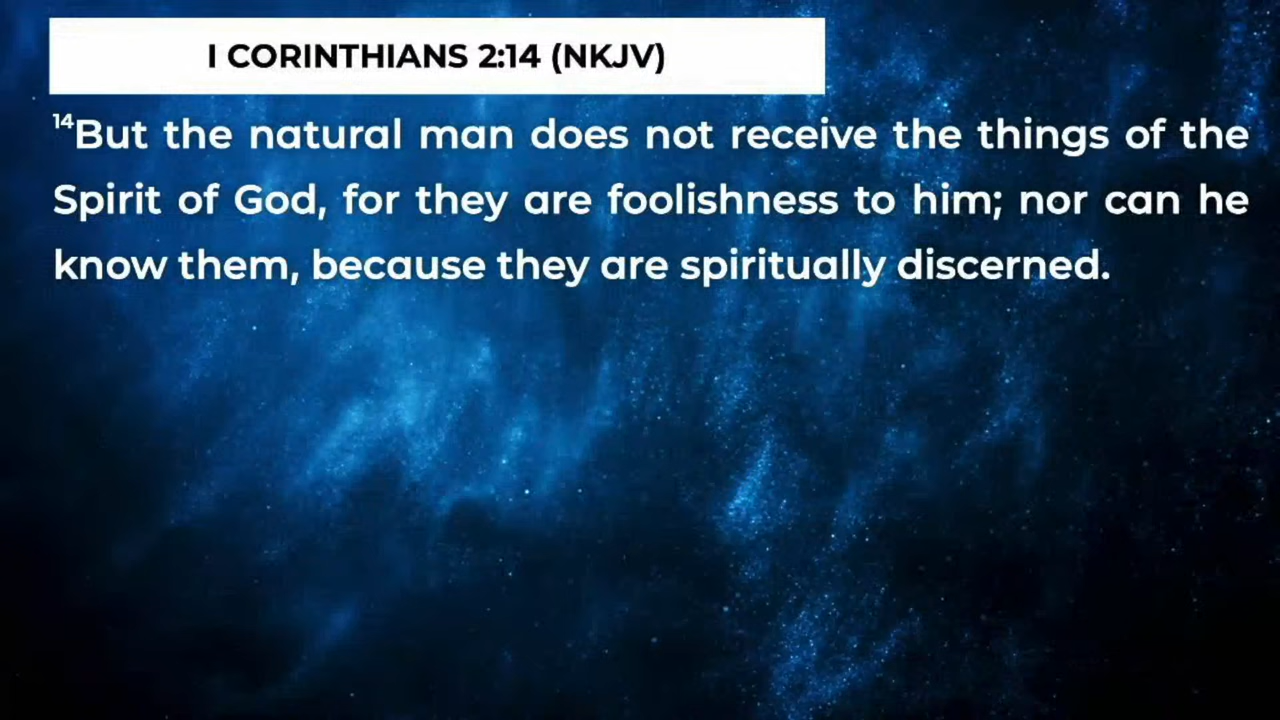 I CORINTHIANS 2:14 (NKJV)
14But the natural man does not receive the things of the
Spirit of God, for they are foolishness to him; nor can he
know them, because they are spiritually discerned.